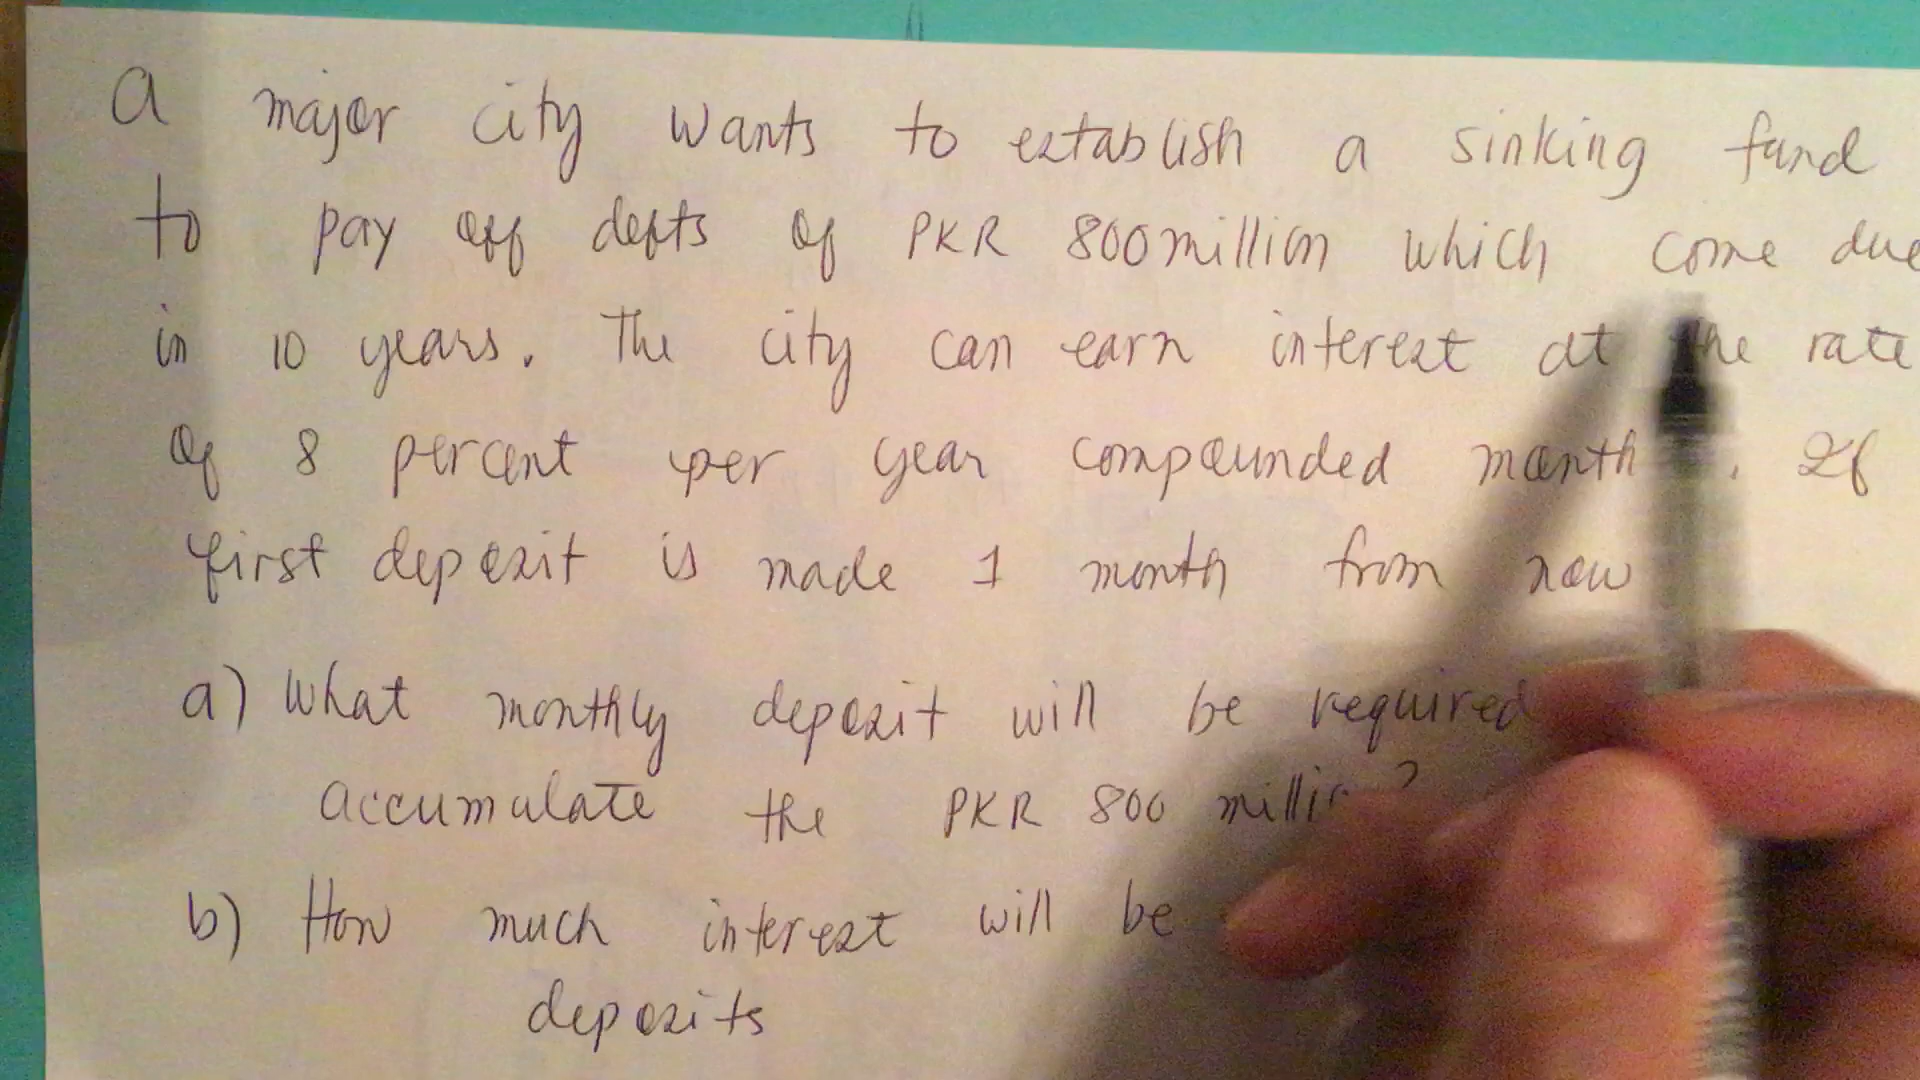 a major city wants to establish a sinking fund
to pay off depts of PKR 800 million which come due
in 10 years. The city can earn interest at the rate
of 8 percent per year compounded month . If
first deposit is made 1 month from now
a) What monthly deposit will be required
accumulate the PKR 800 ?
b) How much interest will be
deposits